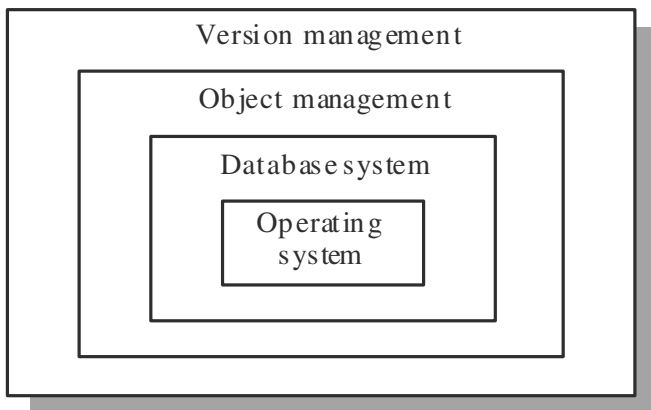 Version management
Object management
Database system
Operating
system